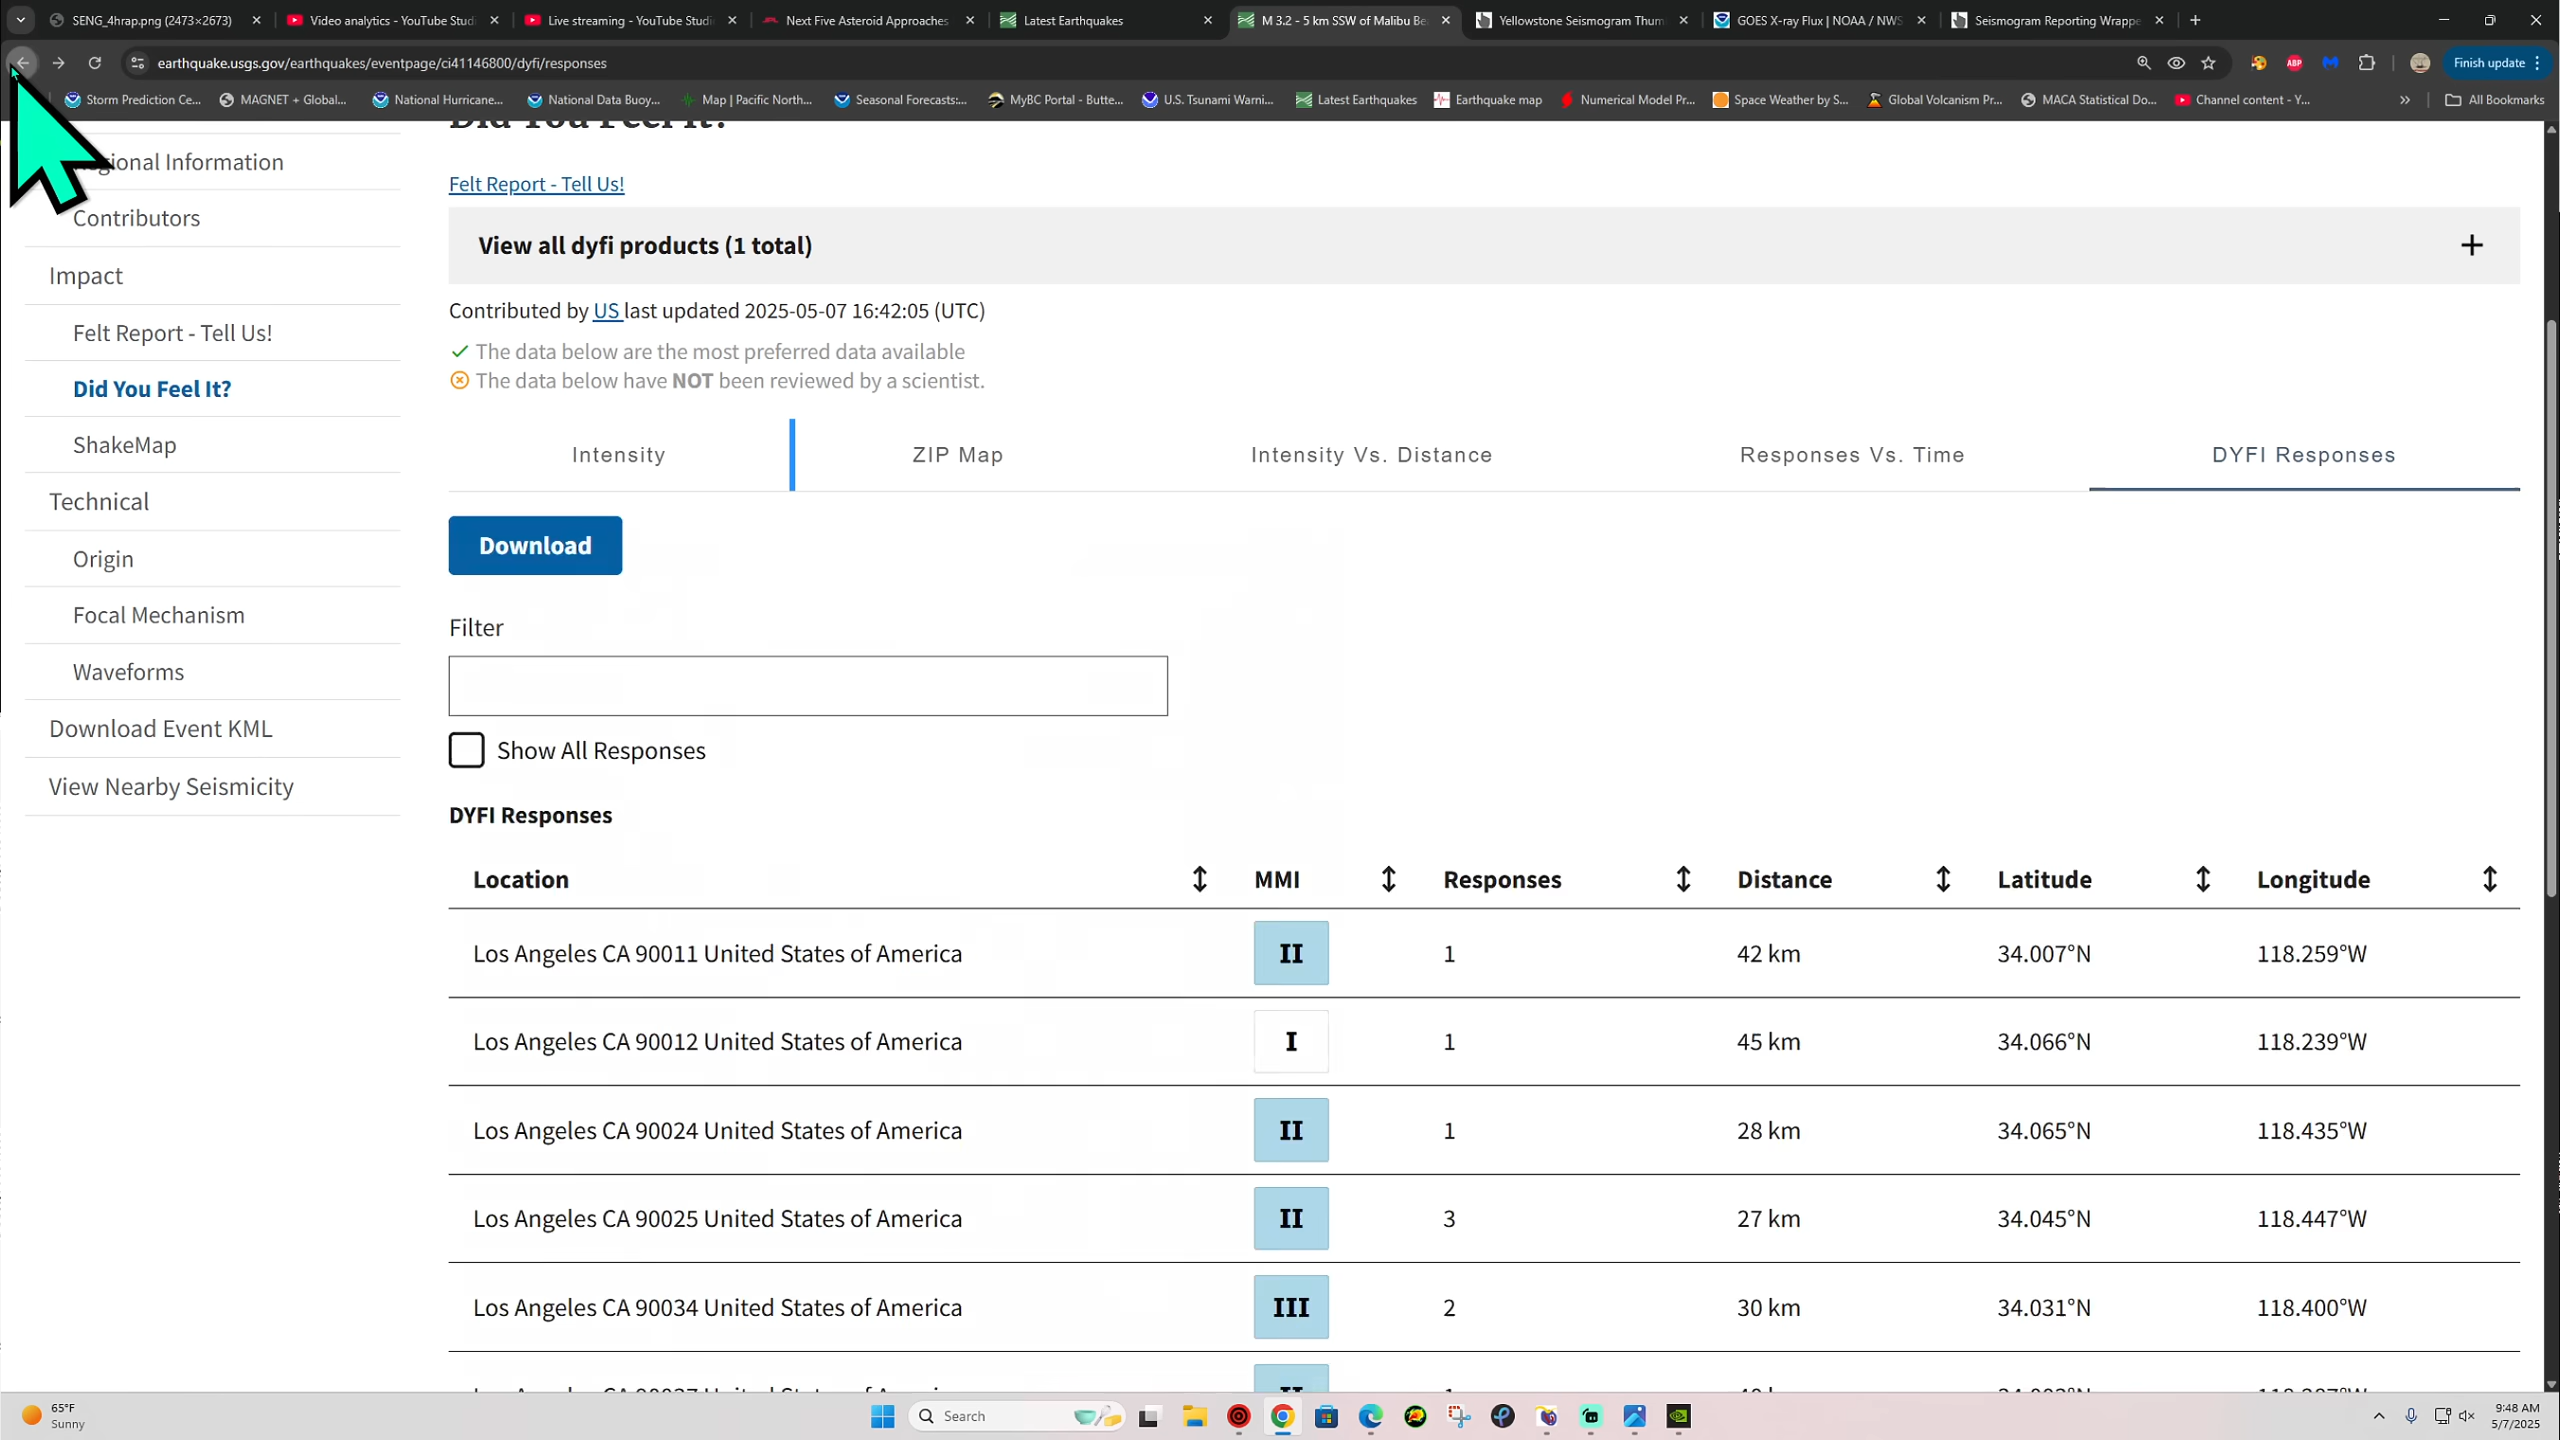 SENG_4hrap.png (2473×2673)
Video analytics - YouTube Studi
Live streaming - YouTube Studi
Next Five Asteroid Approaches
Latest Earthquakes
M 3.2 - 5 km SSW of Malibu Be
Yellowstone Seismogram Thum
GOES X-ray Flux | NOAA / NWS
Seismogram Reporting Wrappe
earthquake.usgs.gov/earthquakes/eventpage/ci41146800/dyfi/responses
ABP
Finish update
Storm Prediction Ce...
MAGNET + Global...
National Hurricane...
National Data Buoy...
Map | Pacific North...
Seasonal Forecasts:...
MyBC Portal - Butte...
U.S. Tsunami Warni...
Latest Earthquakes
Earthquake map
Numerical Model Pr...
Space Weather by S...
Global Volcanism Pr...
MACA Statistical Do...
Channel content - Y...
All Bookmarks
Did You Feel It?
gional Information
Contributors
Impact
Felt Report - Tell Us!
Did You Feel It?
ShakeMap
Technical
Origin
Focal Mechanism
Waveforms
Download Event KML
View Nearby Seismicity
Felt Report - Tell Us!
View all dyfi products (1 total)
Contributed by US last updated 2025-05-07 16:42:05 (UTC)
The data below are the most preferred data available
The data below have NOT been reviewed by a scientist.
Intensity
ZIP Map
Intensity Vs. Distance
Responses Vs. Time
DYFI Responses
Download
Filter
Show All Responses
DYFI Responses
Location MMI Responses Distance Latitude Longitude
Los Angeles CA 90011 United States of America II 1 42 km 34.007°N 118.259°W
Los Angeles CA 90012 United States of America I 1 45 km 34.066°N 118.239°W
Los Angeles CA 90024 United States of America II 1 28 km 34.065°N 118.435°W
Los Angeles CA 90025 United States of America II 3 27 km 34.045°N 118.447°W
Los Angeles CA 90034 United States of America III 2 30 km 34.031°N 118.400°W
65°F
Sunny
Search
9:48 AM
5/7/2025